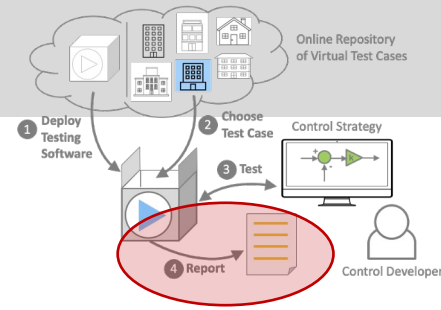 Online Repository
of Virtual Test Cases
1 Deploy
Testing
Software
2 Choose
Test Case
Control Strategy
3 Test
+
-
K
4 Report
Control Developer